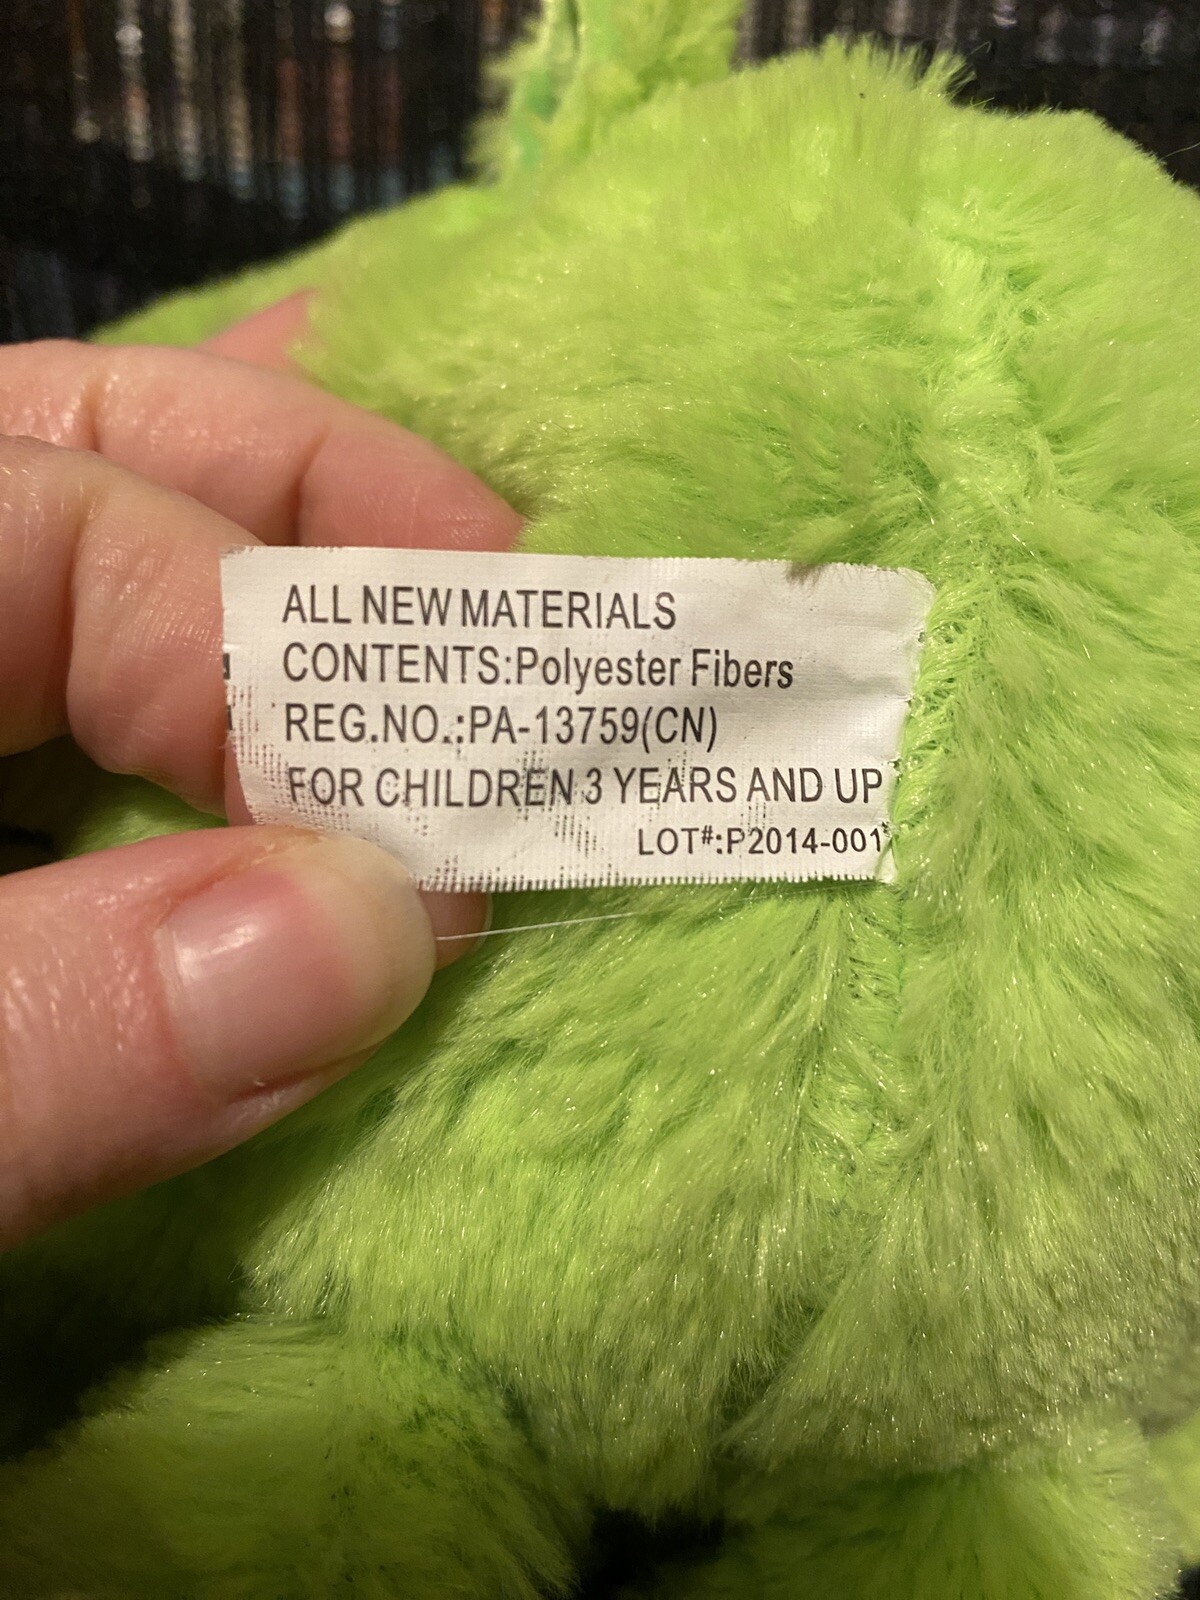 ALL NEW MATERIALS
CONTENTS:Polyester Fibers
REG.NO.:PA-13759(CN)
FOR CHILDREN 3 YEARS AND UP
LOT#:P2014-001